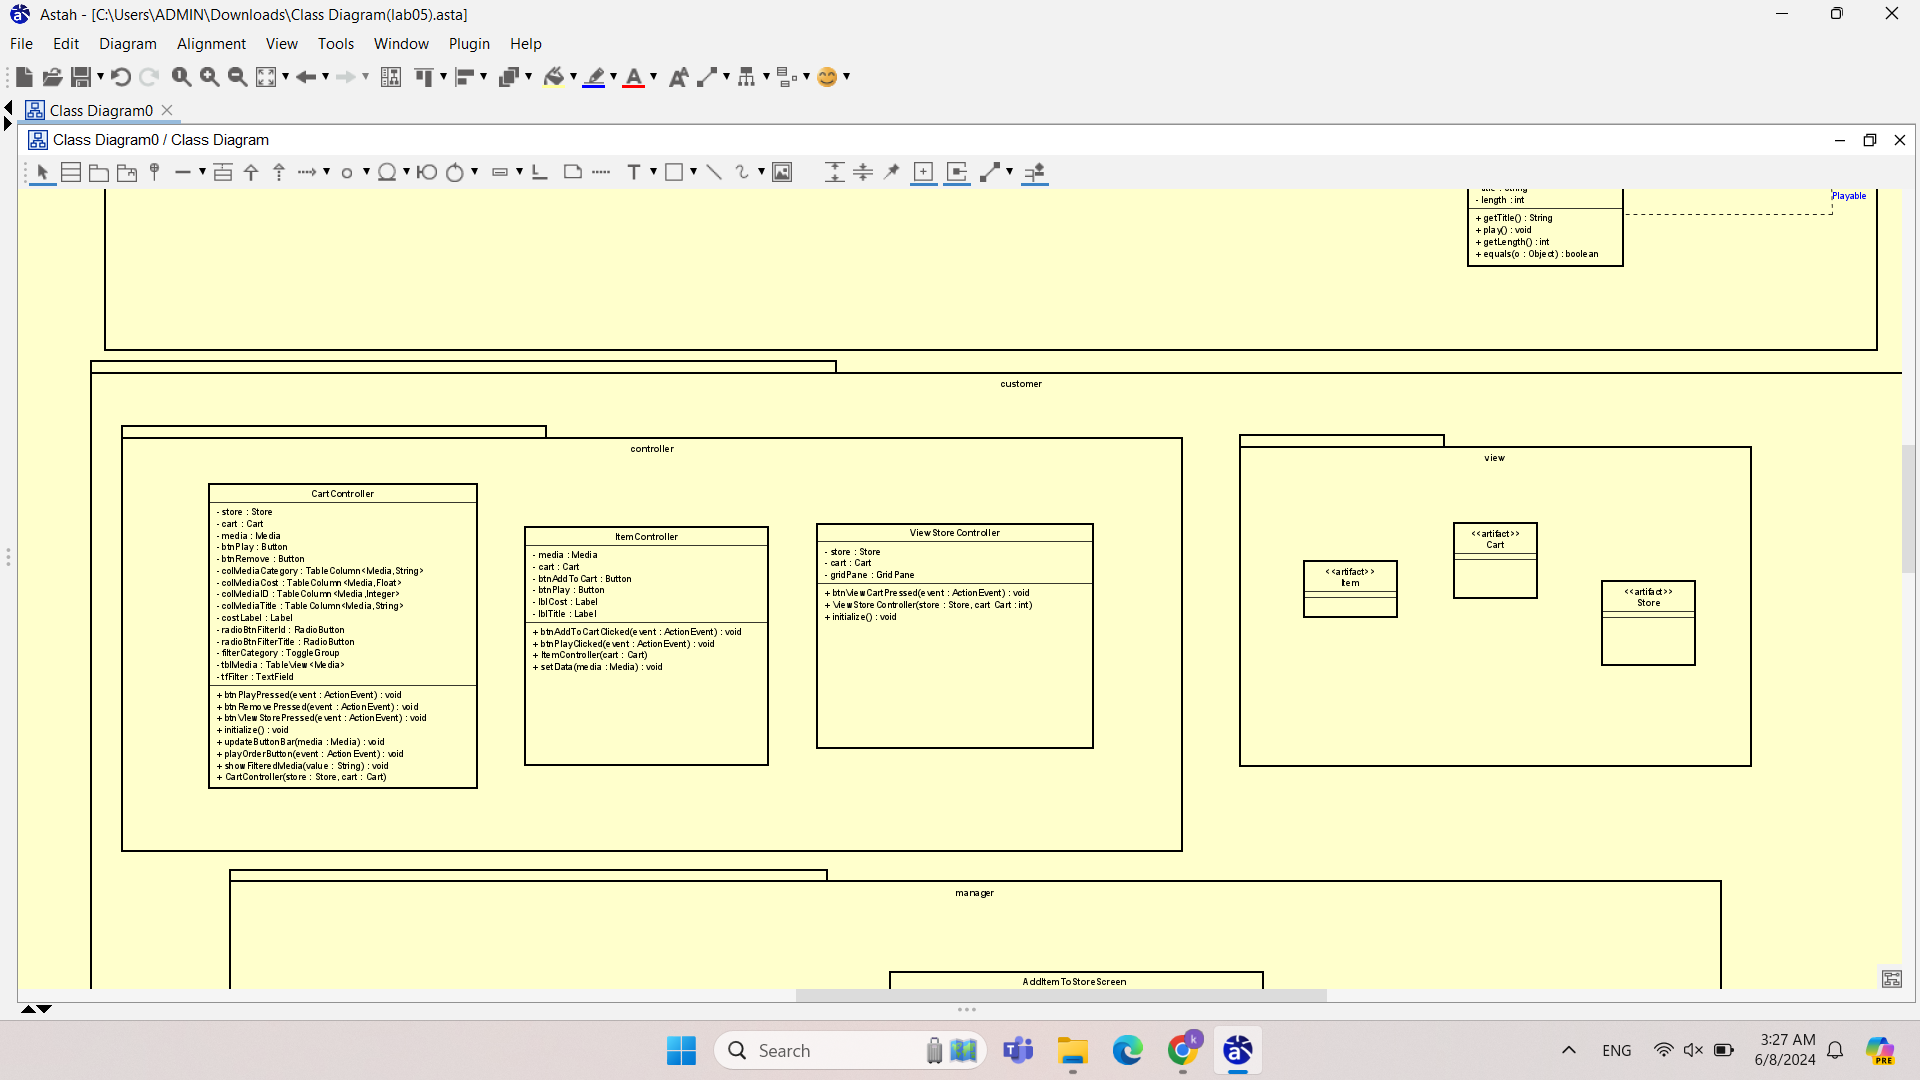 Astah - [C:\Users\ADMIN\Downloads\Class Diagram(lab05).asta]
File Edit Diagram Alignment View Tools Window Plugin Help
Class Diagram0
Class Diagram0 / Class Diagram
- length : int
+ getTitle() : String
+ play() : void
+ getLength() : int
+ equals(o : Object) : boolean
Playable
customer
controller
CartController
- store : Store
- cart : Cart
- media : Media
- btnPlay : Button
- btnRemove : Button
- colMediaCategory : TableColumn<Media,String>
- colMediaCost : TableColumn<Media,Float>
- colMediaID : TableColumn<Media,Integer>
- colMediaTitle : TableColumn<Media,String>
- costLabel : Label
- radioBtnFilterId : RadioButton
- radioBtnFilterTitle : RadioButton
- filterCategory : ToggleGroup
- tblMedia : TableView<Media>
- tfFilter : TextField
+ btnPlayPressed(event : ActionEvent) : void
+ btnRemovePressed(event : ActionEvent) : void
+ btnViewStorePressed(event : ActionEvent) : void
+ initialize() : void
+ updateButtonBar(media : Media) : void
+ playOrderButton(event : ActionEvent) : void
+ showFilteredMedia(value : String) : void
+ CartController(store : Store, cart : Cart)
ItemController
- media : Media
- cart : Cart
- btnAddToCart : Button
- btnPlay : Button
- lblCost : Label
- lblTitle : Label
+ btnAddToCartClicked(event : ActionEvent) : void
+ btnPlayClicked(event : ActionEvent) : void
+ ItemController(cart : Cart)
+ setData(media : Media) : void
ViewStoreController
- store : Store
- cart : Cart
- gridPane : GridPane
+ btnViewCartPressed(event : ActionEvent) : void
+ ViewStoreController(store : Store, cart Cart : int)
+ initialize() : void
view
<<artifact>>
Item
<<artifact>>
Cart
<<artifact>>
Store
manager
AddItemToStoreScreen
Search
ENG
3:27 AM
6/8/2024
k
PRE